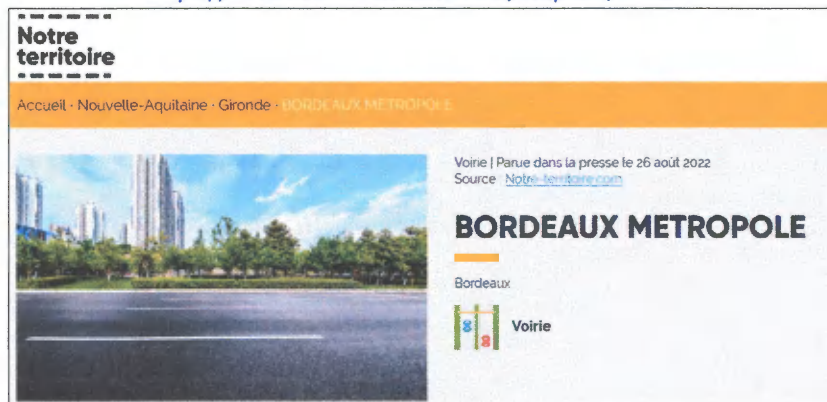 Notre
territoire
Accueil · Nouvelle-Aquitaine · Gironde · BORDEAUX METROPOLE
Voirie | Parue dans la presse le 26 août 2022
Source Notre-territoire.com
BORDEAUX METROPOLE
Bordeaux
Voirie